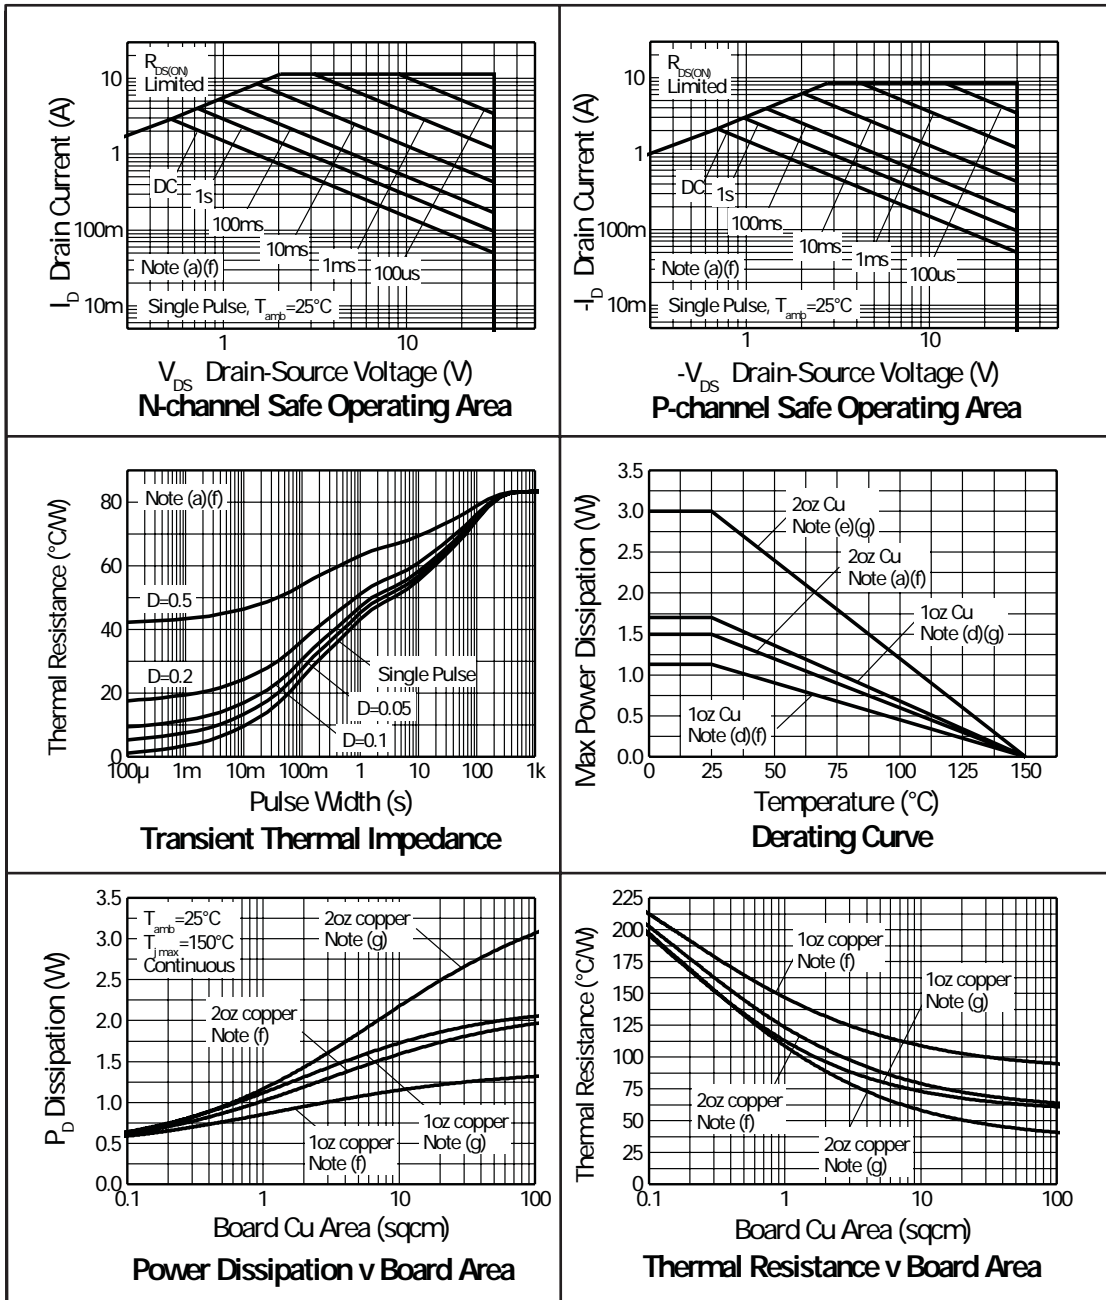 R_DS(ON)
Limited
10
1
100m
10m
DC
1s
100ms
10ms
1ms
100us
Note (a)(f)
Single Pulse, T_amb=25°C
1 10
I_D Drain Current (A)
V_DS Drain-Source Voltage (V)
N-channel Safe Operating Area
R_DS(ON)
Limited
10
1
100m
10m
DC
1s
100ms
10ms
1ms
100us
Note (a)(f)
Single Pulse, T_amb=25°C
1 10
-I_D Drain Current (A)
-V_DS Drain-Source Voltage (V)
P-channel Safe Operating Area
Note (a)(f)
80
60
40
20
0
D=0.5
D=0.2
Single Pulse
D=0.05
D=0.1
100µ 1m 10m 100m 1 10 100 1k
Thermal Resistance (°C/W)
Pulse Width (s)
Transient Thermal Impedance
3.5
3.0
2.5
2.0
1.5
1.0
0.5
0.0
2oz Cu
Note (e)(g)
2oz Cu
Note (a)(f)
1oz Cu
Note (d)(g)
1oz Cu
Note (d)(f)
0 25 50 75 100 125 150
Max Power Dissipation (W)
Temperature (°C)
Derating Curve
3.5
3.0
2.5
2.0
1.5
1.0
0.5
0.0
T_amb=25°C
T_j max=150°C
Continuous
2oz copper
Note (g)
2oz copper
Note (f)
1oz copper
Note (g)
1oz copper
Note (f)
0.1 1 10 100
P_D Dissipation (W)
Board Cu Area (sqcm)
Power Dissipation v Board Area
225
200
175
150
125
100
75
50
25
0
1oz copper
Note (f)
1oz copper
Note (g)
2oz copper
Note (f)
2oz copper
Note (g)
0.1 1 10 100
Thermal Resistance (°C/W)
Board Cu Area (sqcm)
Thermal Resistance v Board Area